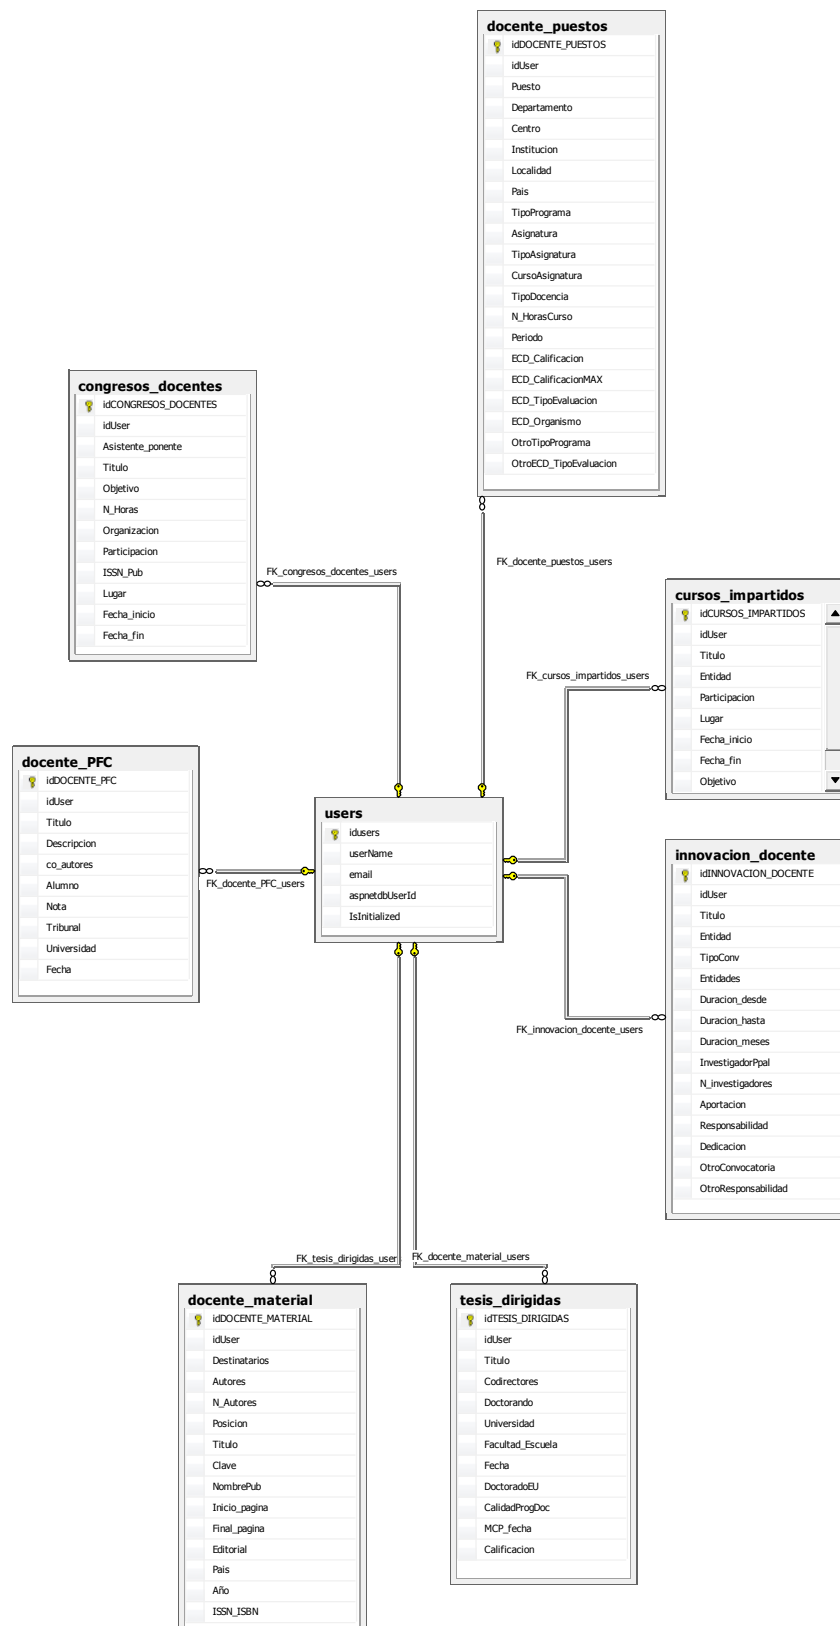 docente_puestos
idDOCENTE_PUESTOS
idUser
Puesto
Departamento
Centro
Institucion
Localidad
Pais
TipoPrograma
Asignatura
TipoAsignatura
CursoAsignatura
TipoDocencia
N_HorasCurso
Periodo
ECD_Calificacion
ECD_CalificacionMAX
ECD_TipoEvaluacion
ECD_Organismo
OtroTipoPrograma
OtroECD_TipoEvaluacion
congresos_docentes
idCONGRESOS_DOCENTES
idUser
Asistente_ponente
Titulo
Objetivo
N_Horas
Organizacion
Participacion
ISSN_Pub
Lugar
Fecha_inicio
Fecha_fin
FK_congresos_docentes_users
FK_docente_puestos_users
cursos_impartidos
idCURSOS_IMPARTIDOS
idUser
Titulo
Entidad
Participacion
Lugar
Fecha_inicio
Fecha_fin
Objetivo
FK_cursos_impartidos_users
docente_PFC
idDOCENTE_PFC
idUser
Titulo
Descripcion
co_autores
Alumno
Nota
Tribunal
Universidad
Fecha
FK_docente_PFC_users
users
idusers
userName
email
aspnetdbUserId
IsInitialized
innovacion_docente
idINNOVACION_DOCENTE
idUser
Titulo
Entidad
TipoConv
Entidades
Duracion_desde
Duracion_hasta
Duracion_meses
InvestigadorPpal
N_investigadores
Aportacion
Responsabilidad
Dedicacion
OtroConvocatoria
OtroResponsabilidad
FK_innovacion_docente_users
FK_tesis_dirigidas_user
FK_docente_material_users
docente_material
idDOCENTE_MATERIAL
idUser
Destinatarios
Autores
N_Autores
Posicion
Titulo
Clave
NombrePub
Inicio_pagina
Final_pagina
Editorial
Pais
Año
ISSN_ISBN
tesis_dirigidas
idTESIS_DIRIGIDAS
idUser
Titulo
Codirectores
Doctorando
Universidad
Facultad_Escuela
Fecha
DoctoradoEU
CalidadProgDoc
MCP_fecha
Calificacion